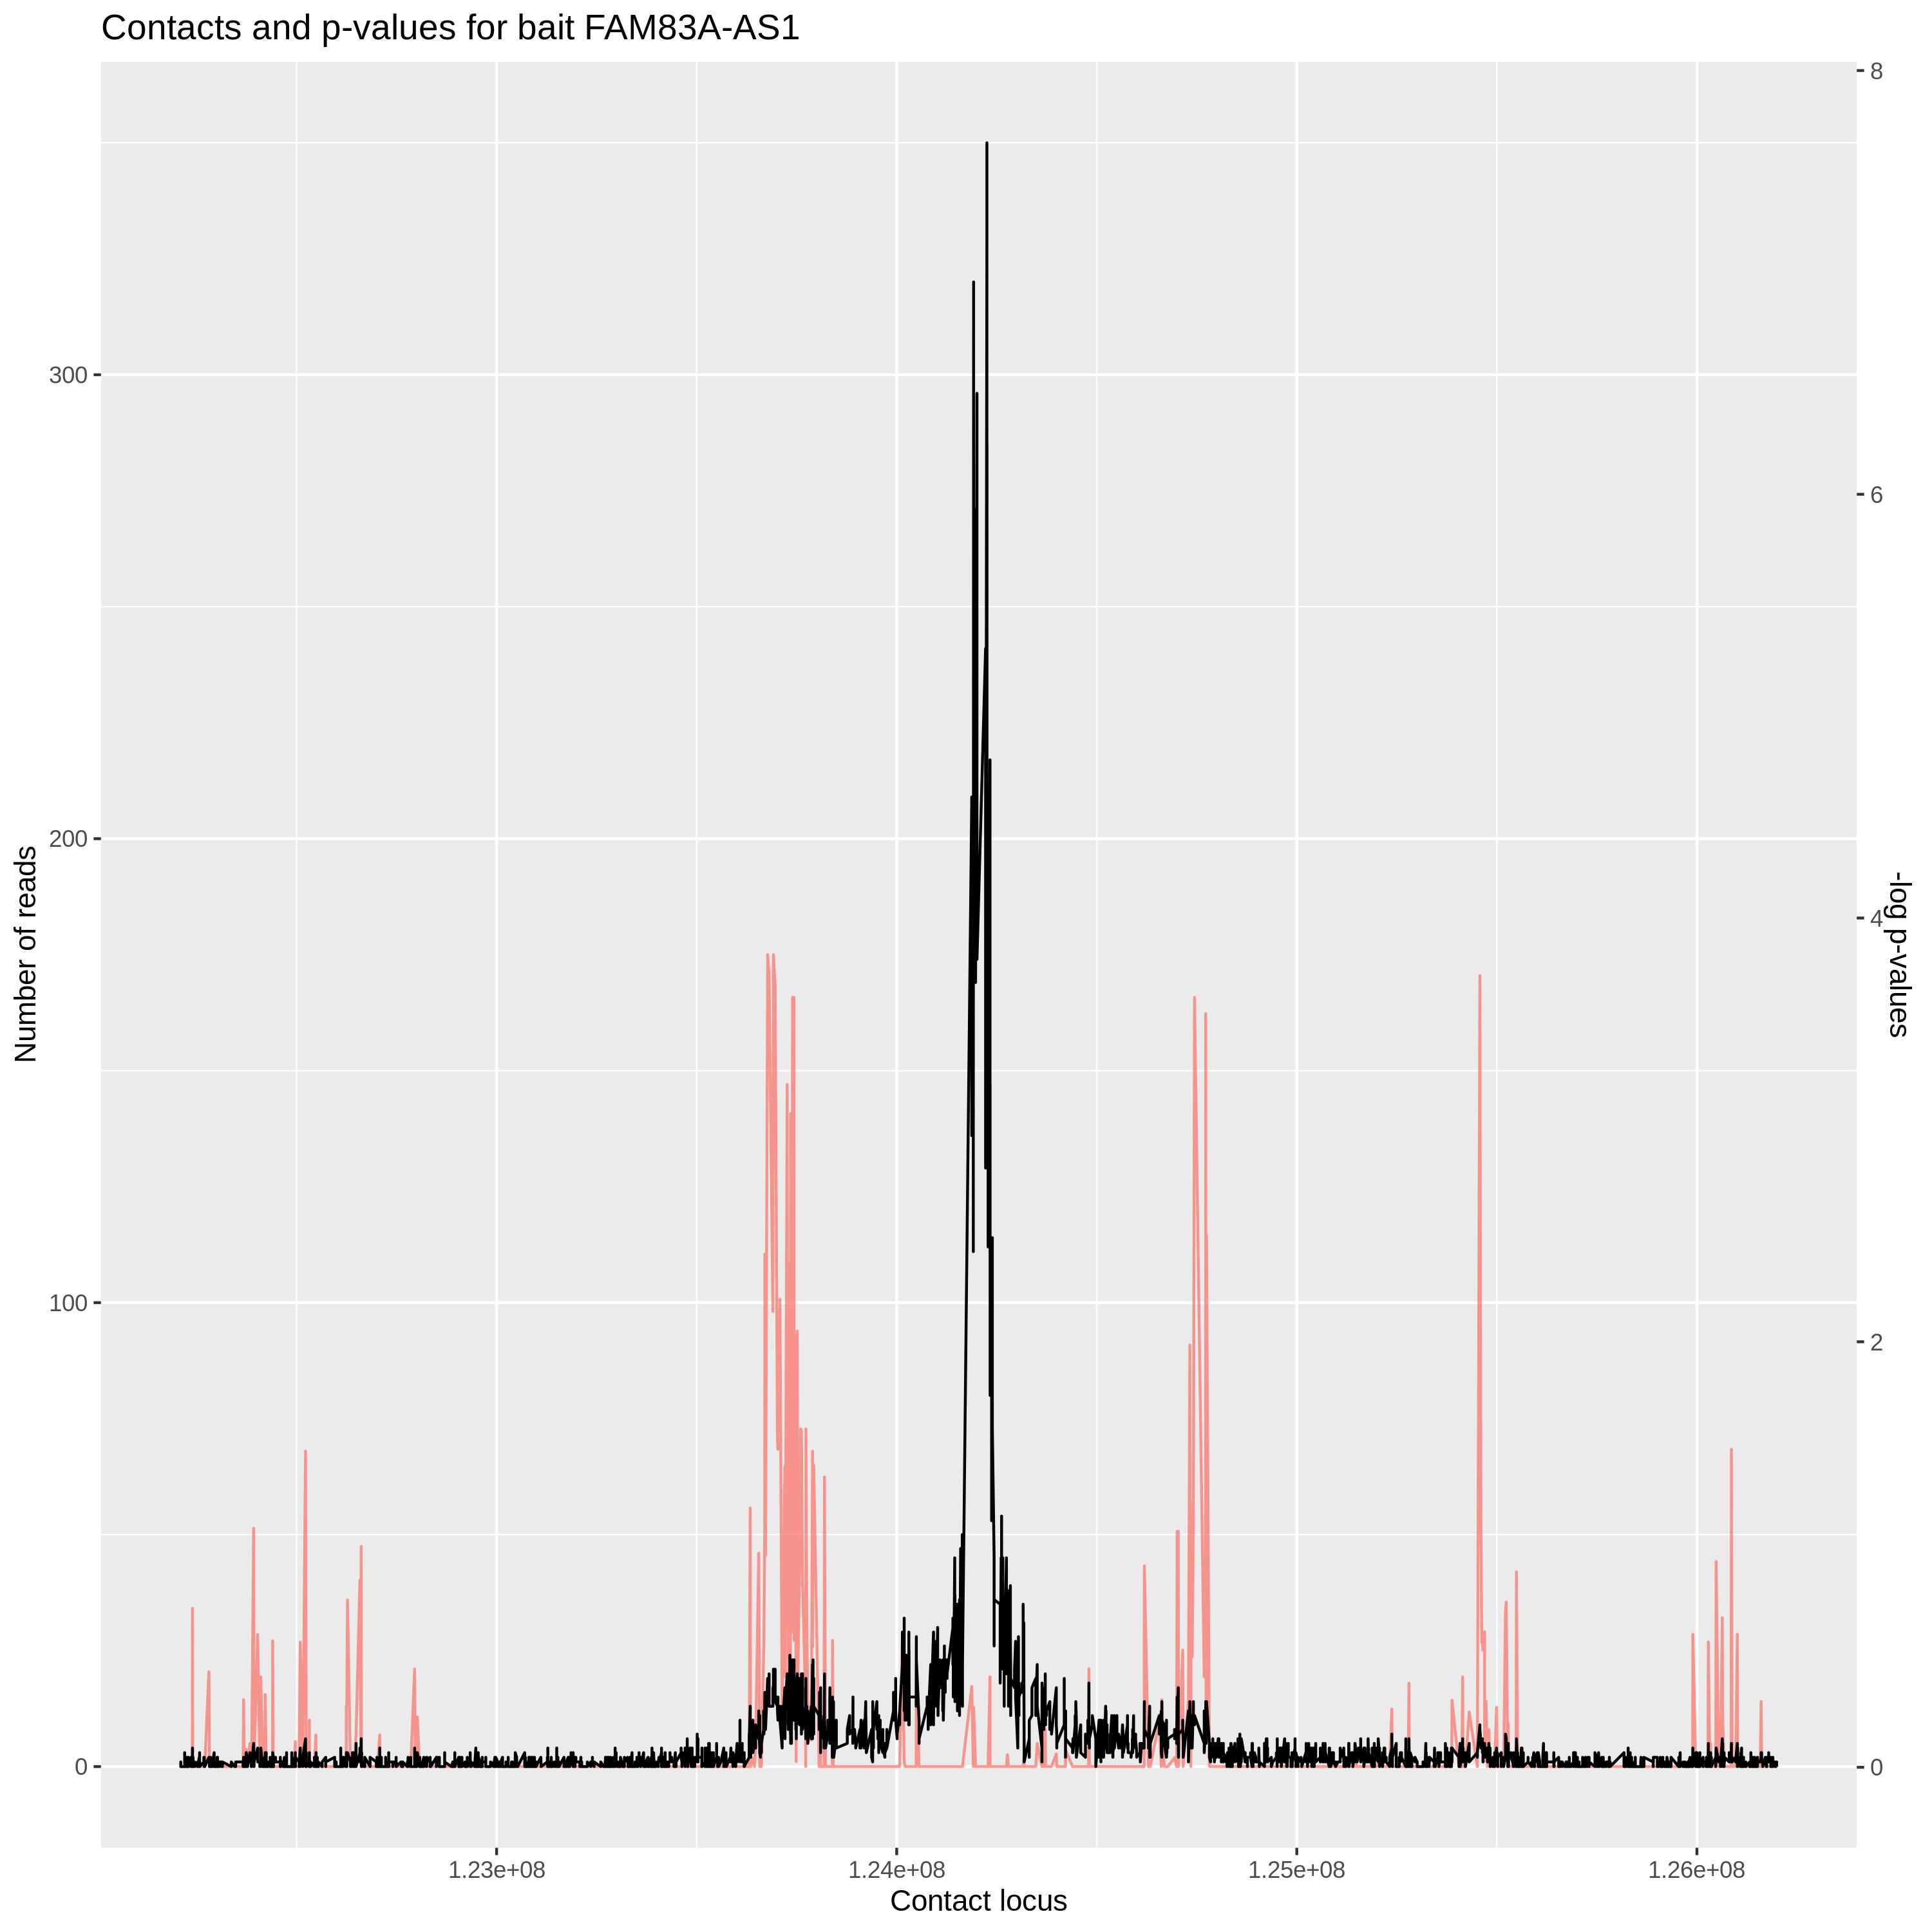 Contacts and p-values for bait FAM83A-AS1
8
300
6
200
4
100
2
0
0
Number of reads
-log p-values
1.23e+08 1.24e+08 1.25e+08 1.26e+08
Contact locus